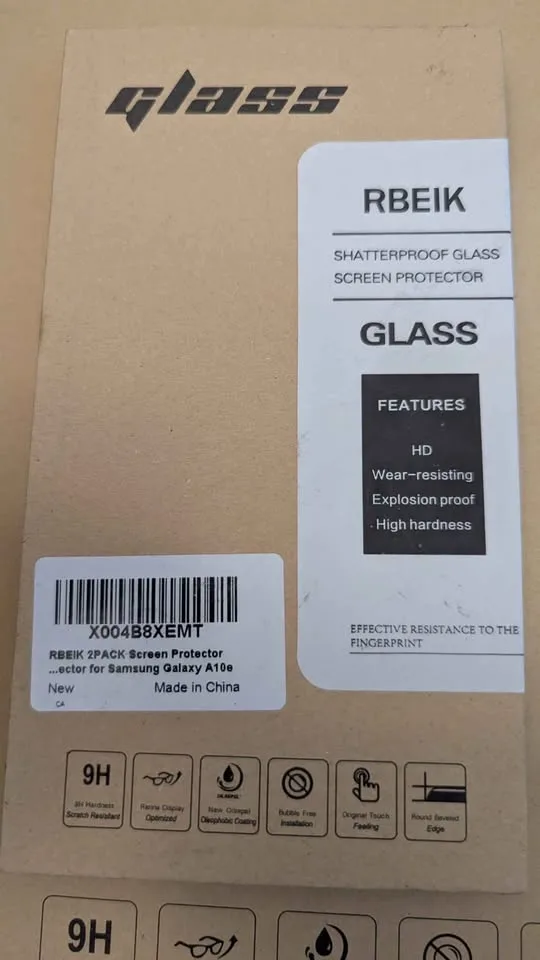 glass
RBEIK
SHATTERPROOF GLASS
SCREEN PROTECTOR
GLASS
FEATURES
HD
Wear-resisting
Explosion proof
High hardness
EFFECTIVE RESISTANCE TO THE
FINGERPRINT
X004B8XEMT
RBEIK 2PACK Screen Protector
...ector for Samsung Galaxy A10e
New Made in China
CA
9H
9H Hardness
Scratch Resistant
Retina Display
Optimized
New
Oleophobic Coating
Bubble Free
Installation
Original Touch
Feeling
Round Beveled
Edge
9H